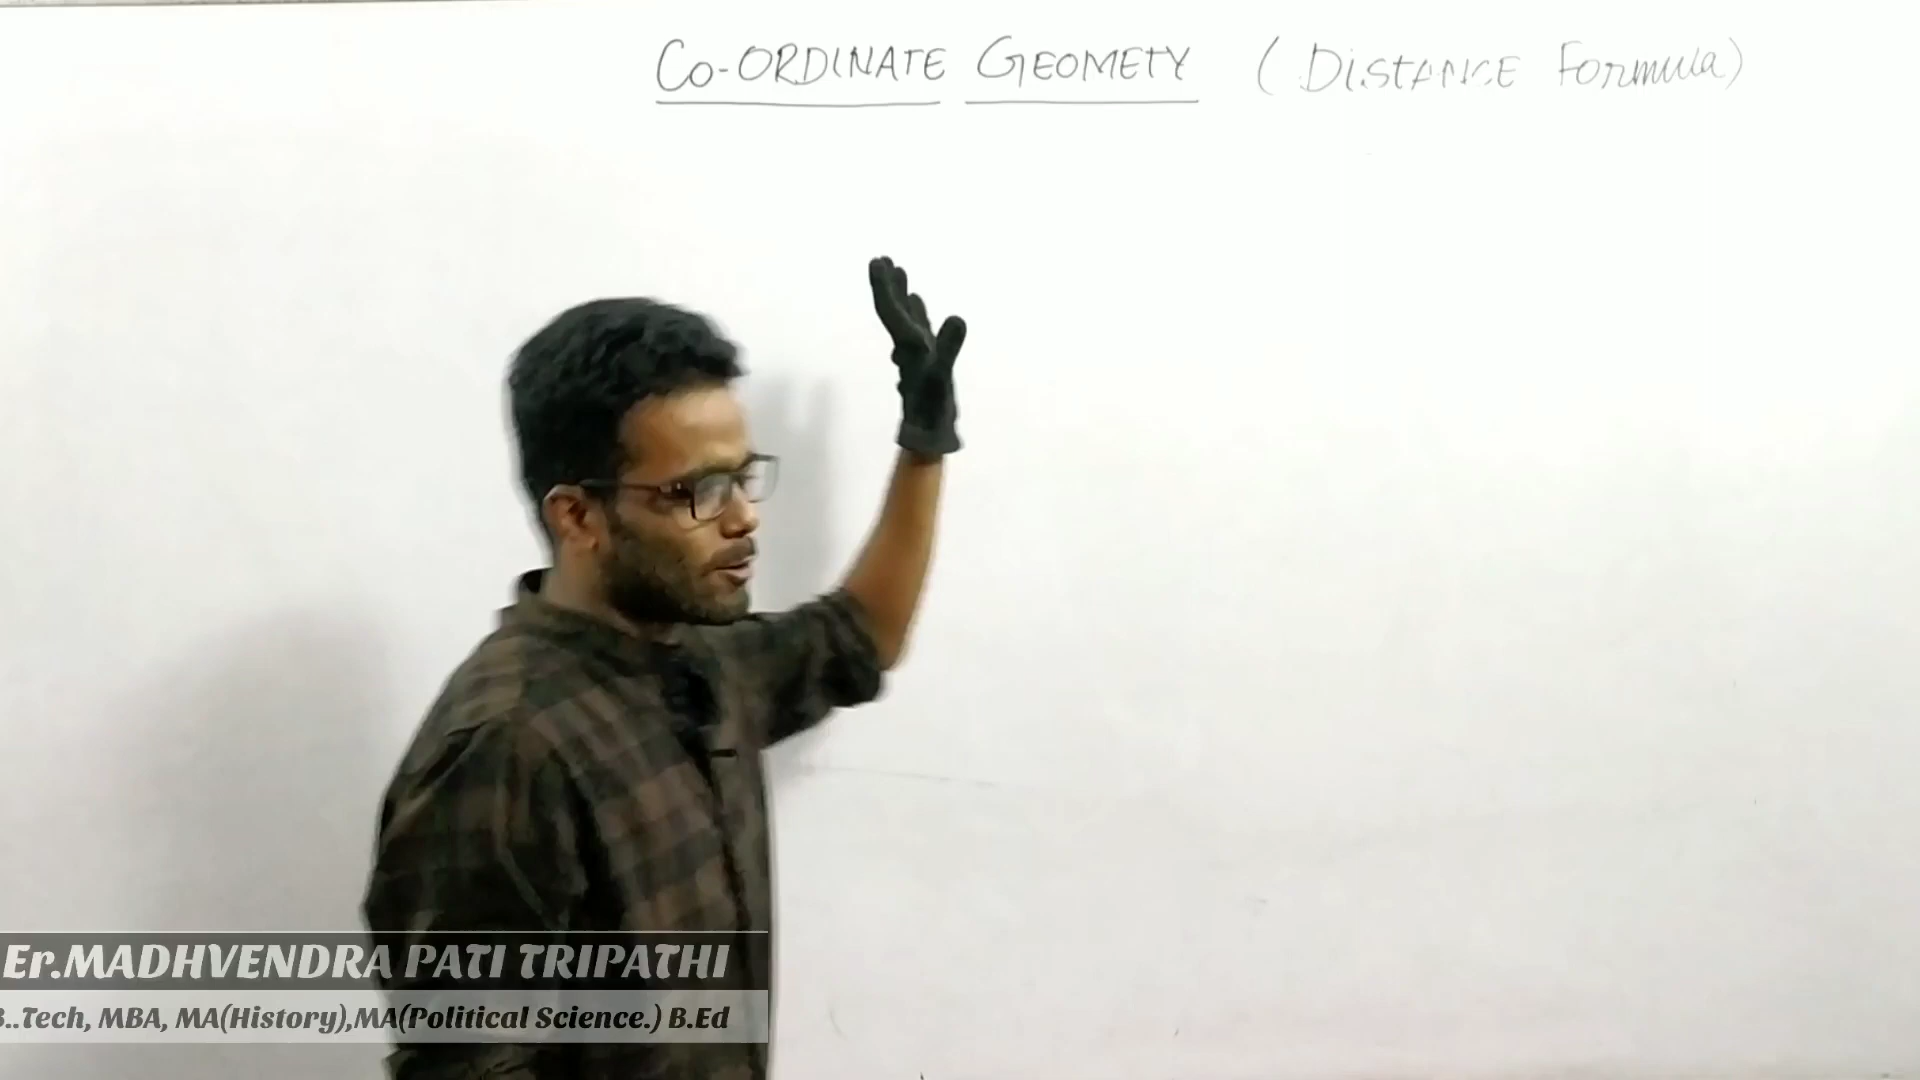 CO-ORDINATE GEOMETY (DISTANCE FORMULA)
Er.MADHVENDRA PATI TRIPATHI
B..Tech, MBA, MA(History),MA(Political Science.) B.Ed